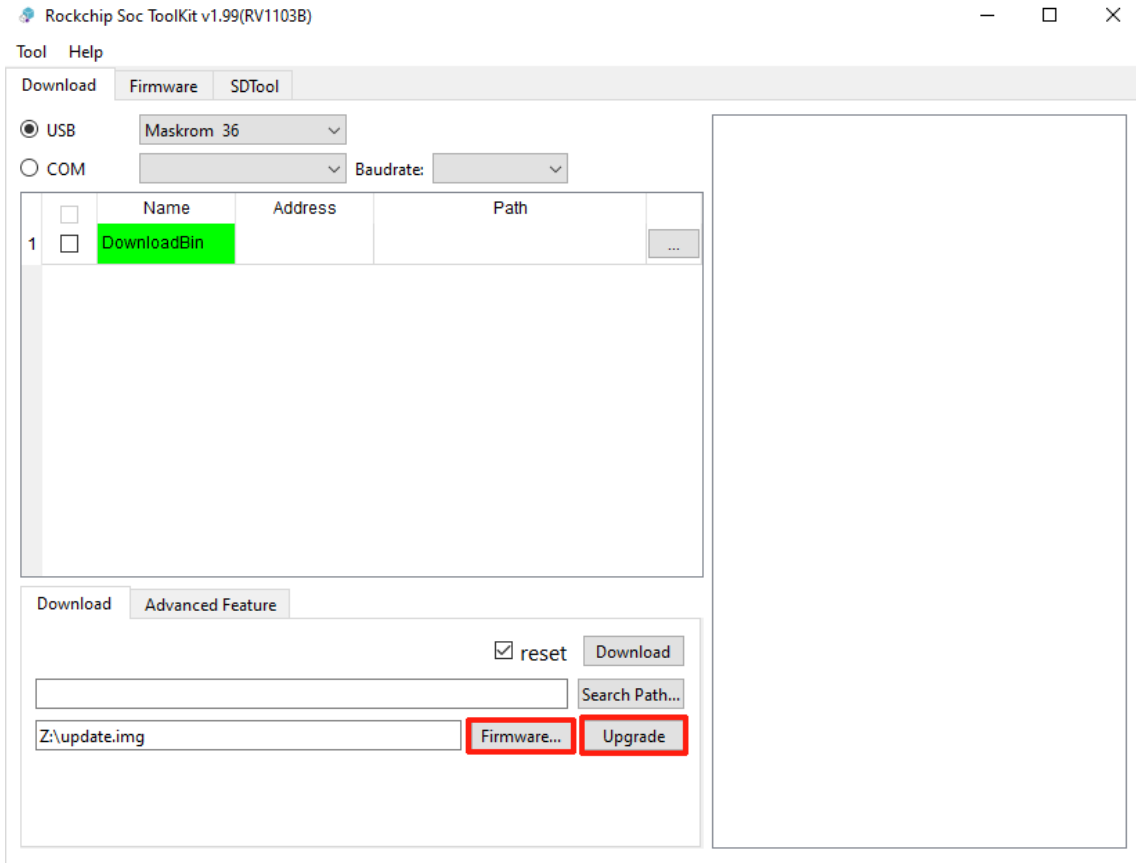 Rockchip Soc ToolKit v1.99(RV1103B)
Tool Help
Download Firmware SDTool
USB Maskrom 36
COM Baudrate:
Name Address Path
1 DownloadBin ...
Download Advanced Feature
reset Download
Search Path...
Z:\update.img Firmware... Upgrade